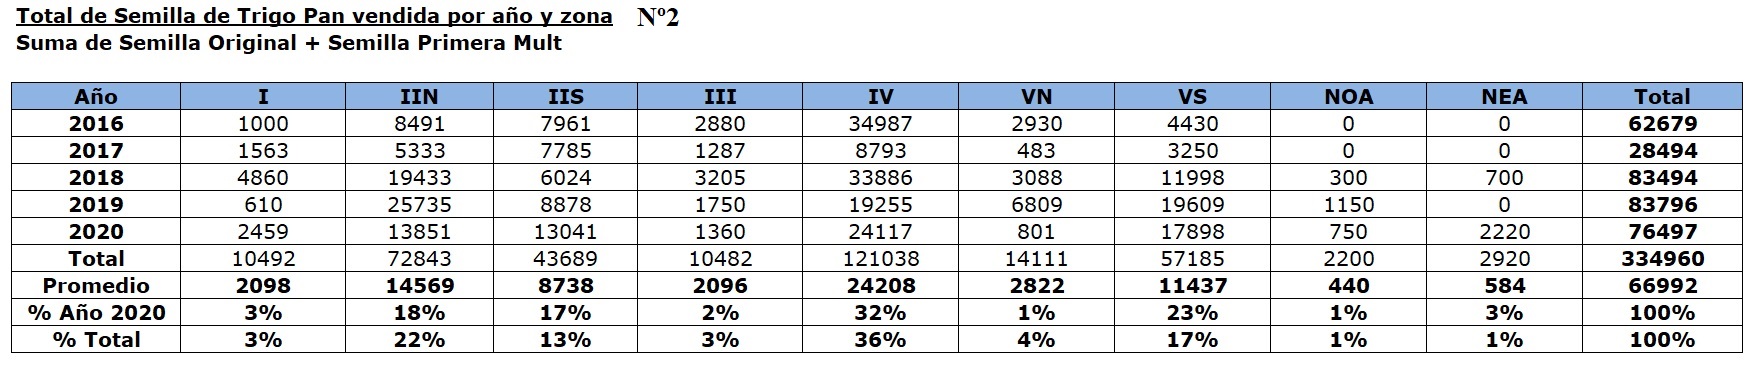 Total de Semilla de Trigo Pan vendida por año y zona Nº2
Suma de Semilla Original + Semilla Primera Mult
Año I IIN IIS III IV VN VS NOA NEA Total
2016 1000 8491 7961 2880 34987 2930 4430 0 0 62679
2017 1563 5333 7785 1287 8793 483 3250 0 0 28494
2018 4860 19433 6024 3205 33886 3088 11998 300 700 83494
2019 610 25735 8878 1750 19255 6809 19609 1150 0 83796
2020 2459 13851 13041 1360 24117 801 17898 750 2220 76497
Total 10492 72843 43689 10482 121038 14111 57185 2200 2920 334960
Promedio 2098 14569 8738 2096 24208 2822 11437 440 584 66992
% Año 2020 3% 18% 17% 2% 32% 1% 23% 1% 3% 100%
% Total 3% 22% 13% 3% 36% 4% 17% 1% 1% 100%